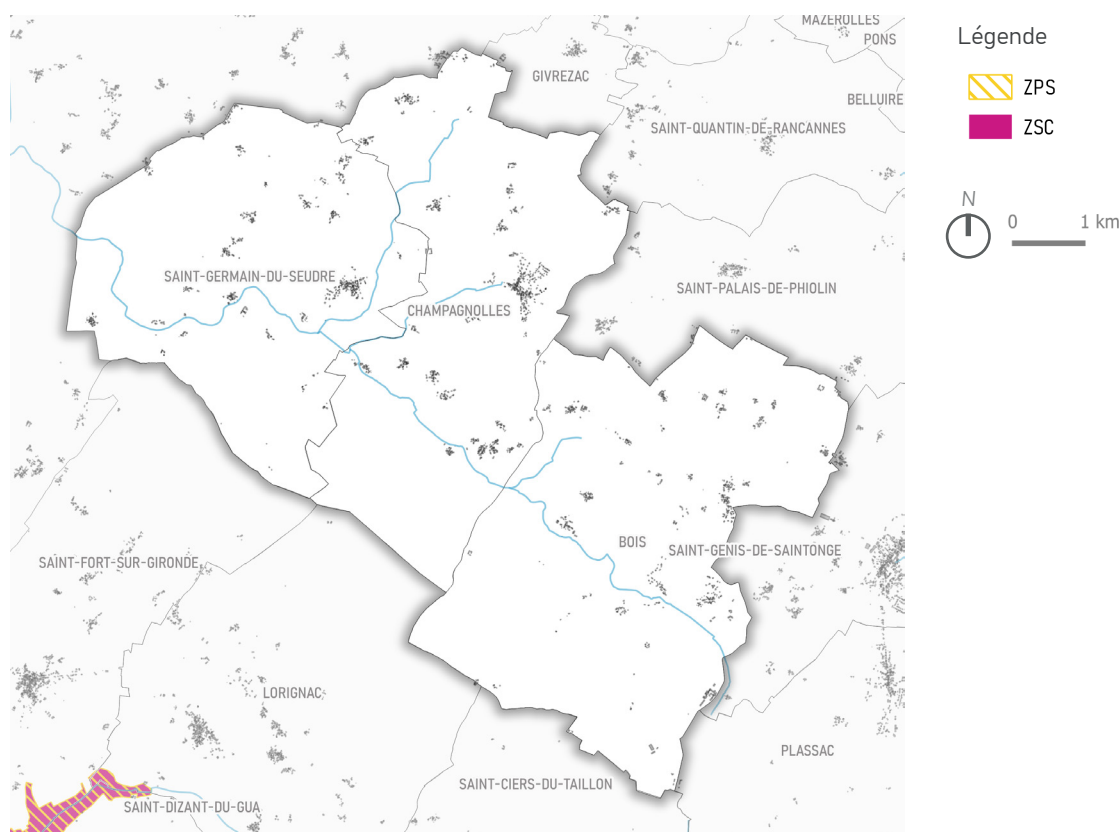 MAZEROLLES
PONS
GIVREZAC
BELLUIRE
SAINT-QUANTIN-DE-RANCANNES
SAINT-GERMAIN-DU-SEUDRE
SAINT-PALAIS-DE-PHIOLIN
CHAMPAGNOLLES
BOIS
SAINT-GENIS-DE-SAINTONGE
SAINT-FORT-SUR-GIRONDE
LORIGNAC
PLASSAC
SAINT-CIERS-DU-TAILLON
SAINT-DIZANT-DU-GUA
Légende
ZPS
ZSC
N
0 1 km